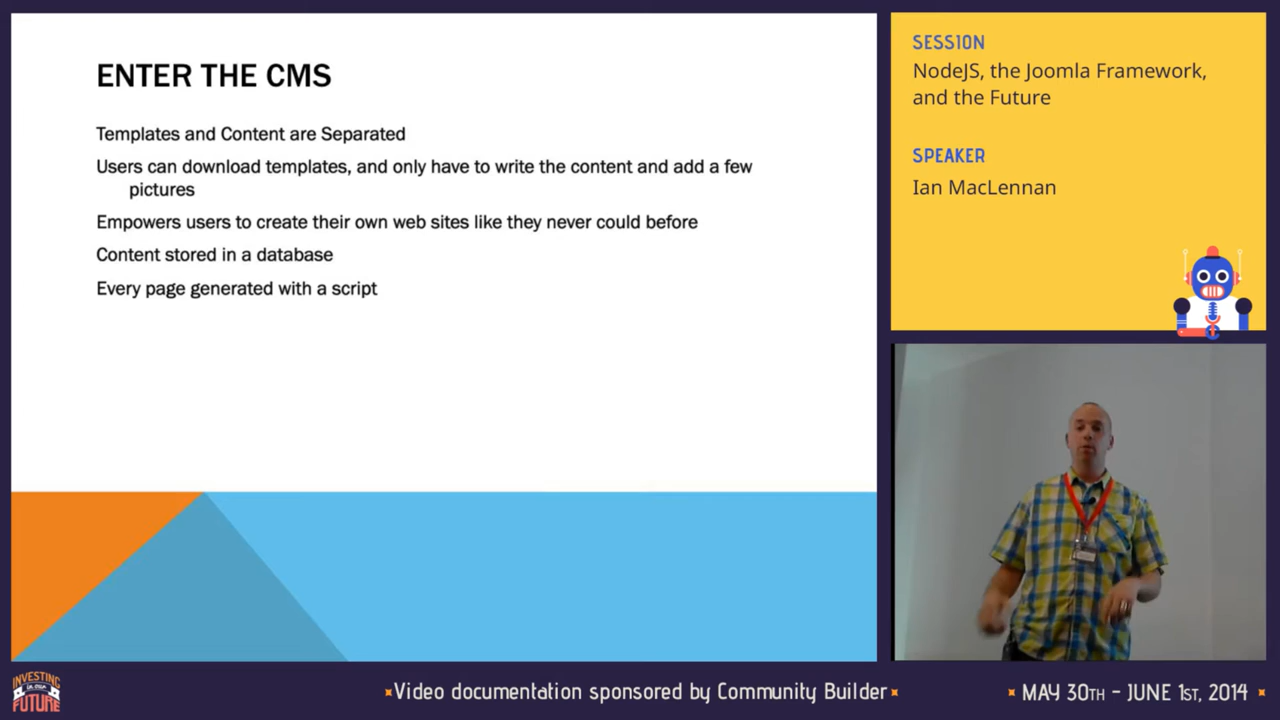 ENTER THE CMS
Templates and Content are Separated
Users can download templates, and only have to write the content and add a few
pictures
Empowers users to create their own web sites like they never could before
Content stored in a database
Every page generated with a script
SESSION
NodeJS, the Joomla Framework,
and the Future
SPEAKER
Ian MacLennan
INVESTING
IN OUR
FUTURE
Video documentation sponsored by Community Builder
MAY 30TH - JUNE 1ST, 2014